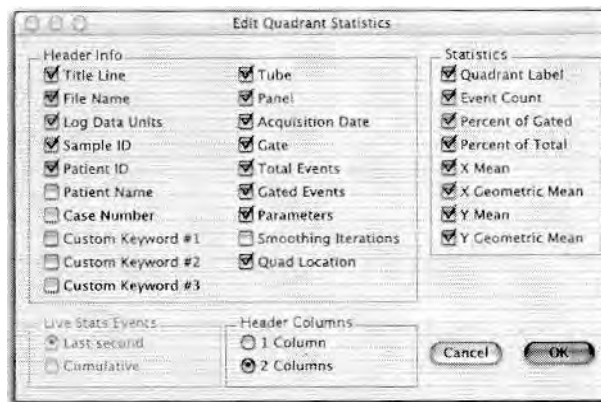 Edit Quadrant Statistics
Header Info
Title Line
File Name
Log Data Units
Sample ID
Patient ID
Patient Name
Case Number
Custom Keyword #1
Custom Keyword #2
Custom Keyword #3
Tube
Panel
Acquisition Date
Gate
Total Events
Gated Events
Parameters
Smoothing Iterations
Quad Location
Statistics
Quadrant Label
Event Count
Percent of Gated
Percent of Total
X Mean
X Geometric Mean
Y Mean
Y Geometric Mean
Live Stats Events
Last second
Cumulative
Header Columns
1 Column
2 Columns
Cancel
OK